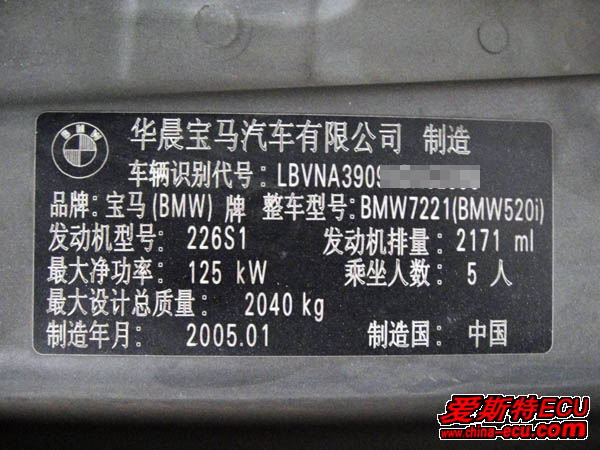 BMW
华晨宝马汽车有限公司 制造
车辆识别代号: LBVNA3909
品牌: 宝马(BMW) 牌 整车型号: BMW7221(BMW520i)
发动机型号: 226S1 发动机排量: 2171 ml
最大净功率: 125 kW 乘坐人数: 5 人
最大设计总质量: 2040 kg
制造年月: 2005.01 制造国: 中国
爱斯特ECU
www.china-ecu.com